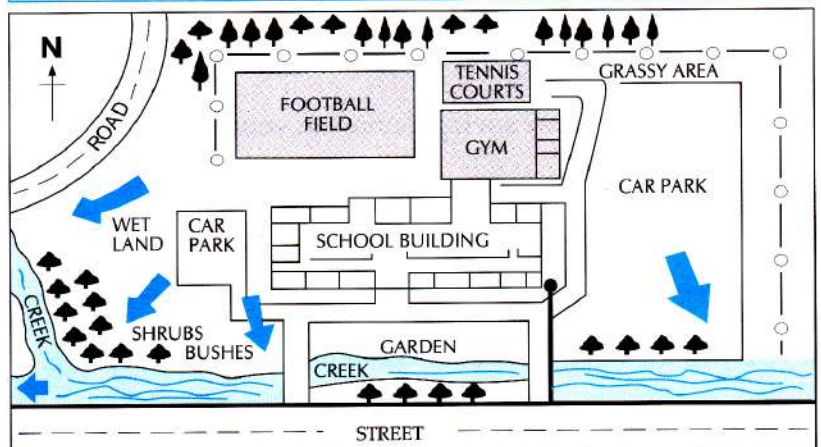 N
ROAD
FOOTBALL
FIELD
TENNIS
COURTS
GRASSY AREA
GYM
CAR PARK
WET
LAND
CAR
PARK
SCHOOL BUILDING
CREEK
SHRUBS
BUSHES
GARDEN
CREEK
STREET